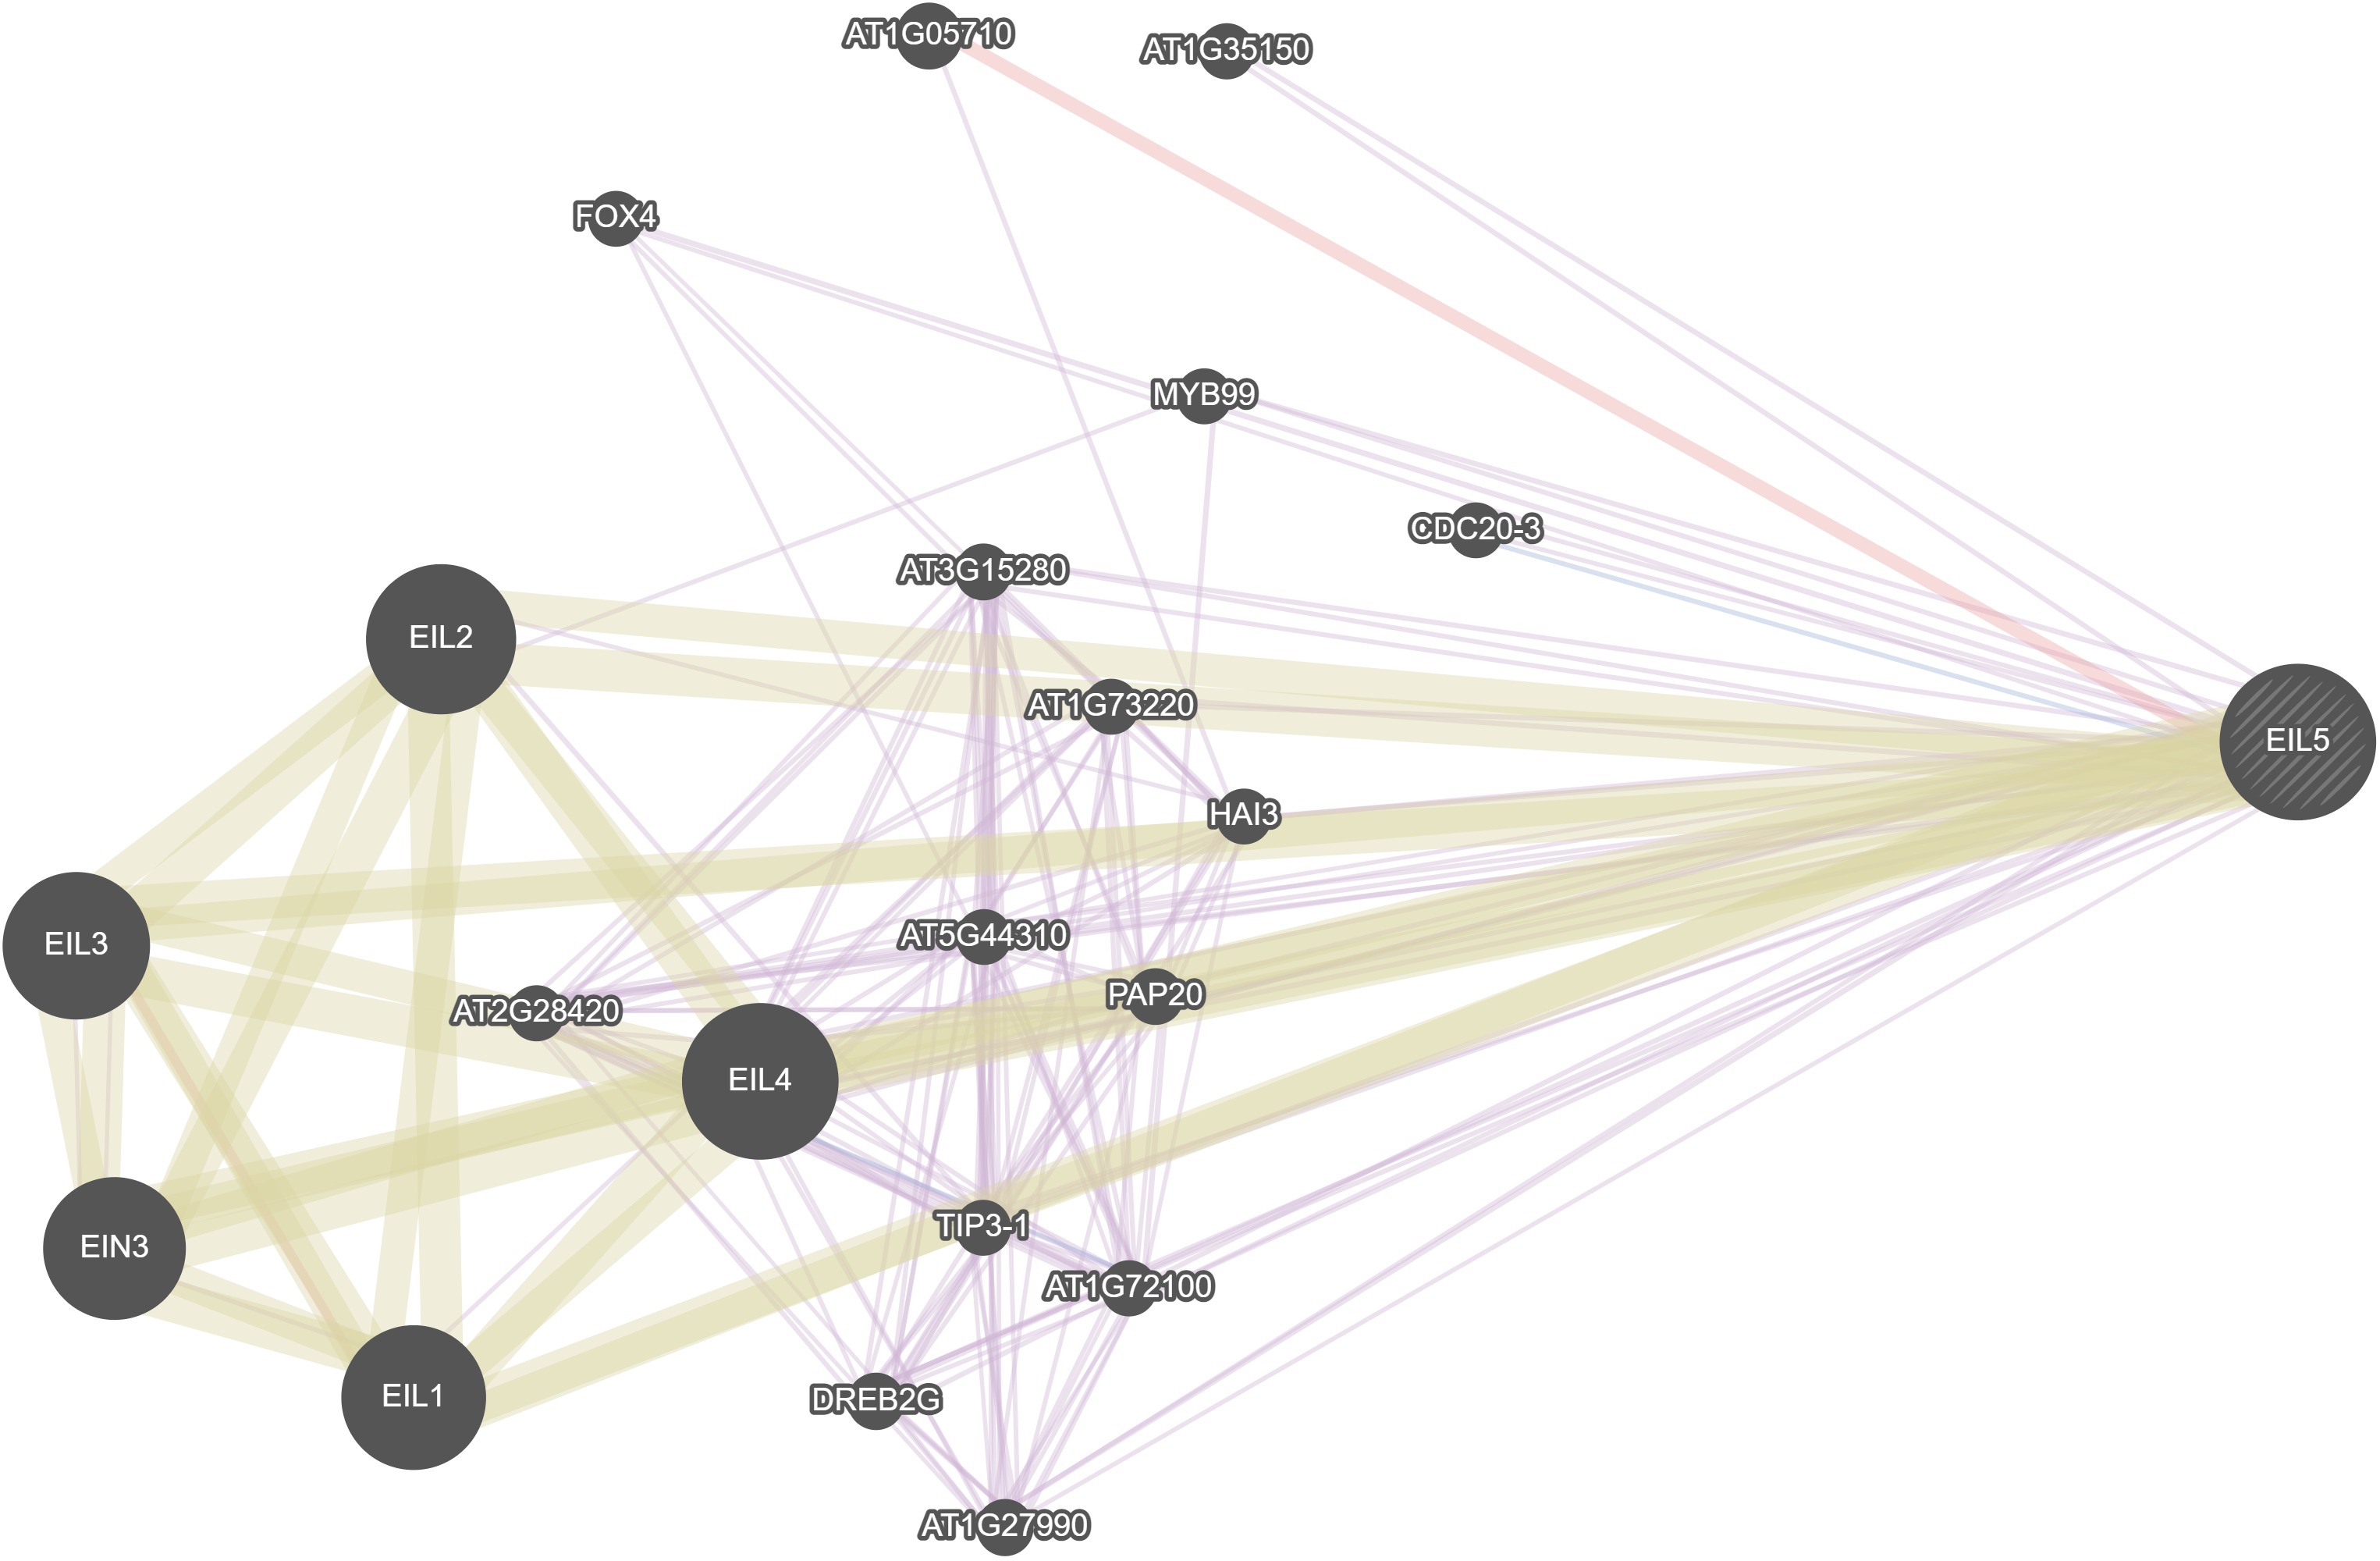 AT1G05710
AT1G35150
FOX4
MYB99
CDC20-3
AT3G15280
EIL2
AT1G73220
EIL5
HAI3
AT5G44310
EIL3
PAP20
AT2G28420
EIL4
TIP3-1
EIN3
AT1G72100
EIL1
DREB2G
AT1G27990